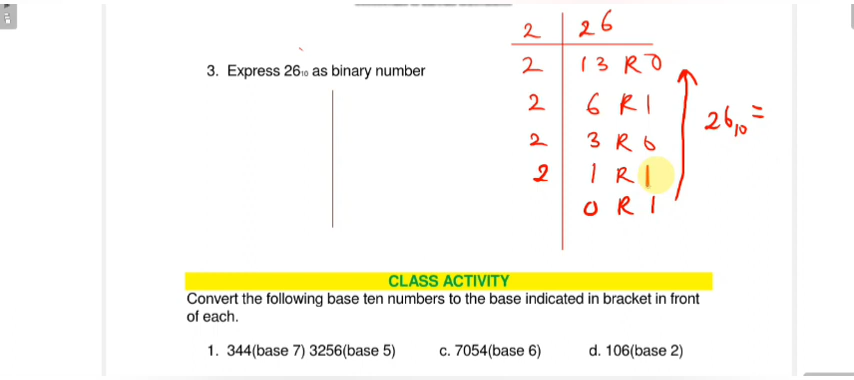 2 26
3. Express 26₁₀ as binary number
2 13 R 0
2 6 R 1
2 3 R 0
2 1 R 1
0 R 1
26₁₀ =
CLASS ACTIVITY
Convert the following base ten numbers to the base indicated in bracket in front
of each.
1. 344(base 7) 3256(base 5) c. 7054(base 6) d. 106(base 2)